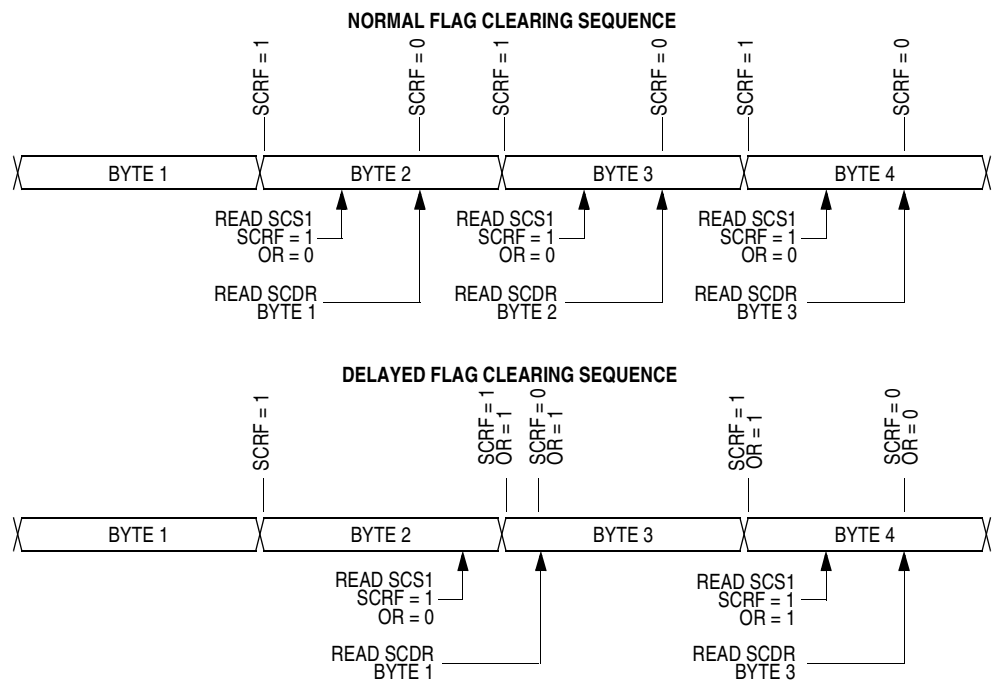 NORMAL FLAG CLEARING SEQUENCE
SCRF = 1
SCRF = 0
SCRF = 1
SCRF = 0
SCRF = 1
SCRF = 0
BYTE 1
BYTE 2
BYTE 3
BYTE 4
READ SCS1
SCRF = 1
OR = 0
READ SCS1
SCRF = 1
OR = 0
READ SCS1
SCRF = 1
OR = 0
READ SCDR
BYTE 1
READ SCDR
BYTE 2
READ SCDR
BYTE 3
DELAYED FLAG CLEARING SEQUENCE
SCRF = 1
SCRF = 1
OR = 1
SCRF = 0
OR = 1
SCRF = 1
OR = 1
SCRF = 0
OR = 0
BYTE 1
BYTE 2
BYTE 3
BYTE 4
READ SCS1
SCRF = 1
OR = 0
READ SCS1
SCRF = 1
OR = 1
READ SCDR
BYTE 1
READ SCDR
BYTE 3